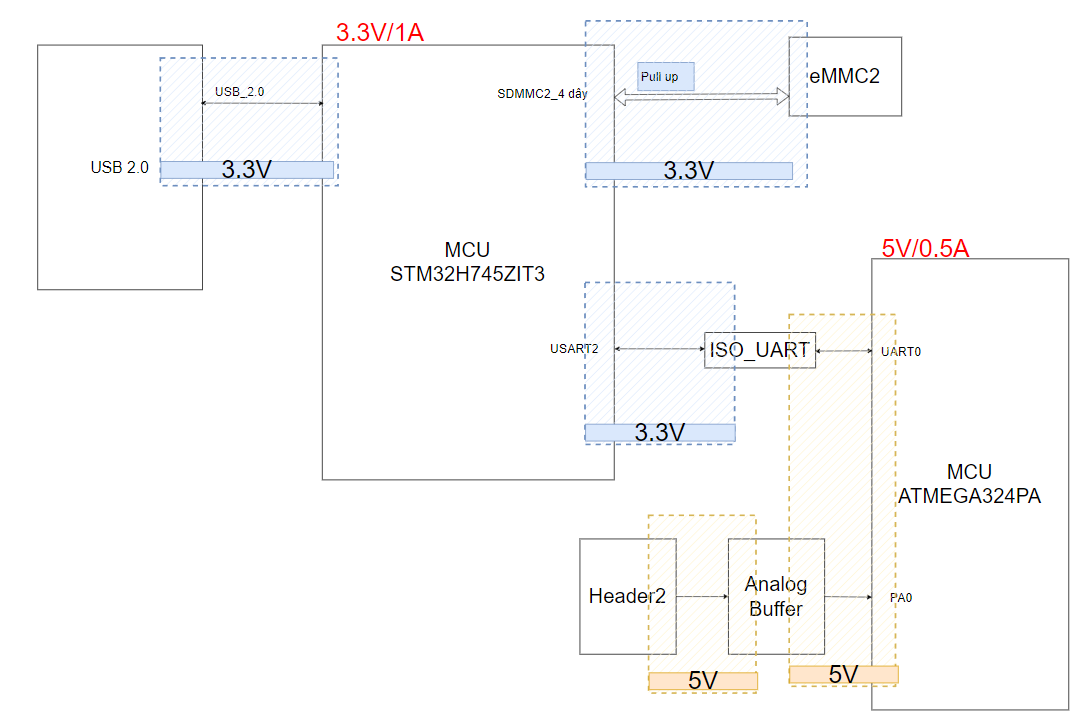 3.3V/1A
Pull up
eMMC2
USB_2.0
SDMMC2_4 dây
USB 2.0
3.3V
3.3V
MCU
STM32H745ZIT3
5V/0.5A
USART2
ISO_UART
UART0
3.3V
MCU
ATMEGA324PA
Header2
Analog
Buffer
PA0
5V
5V